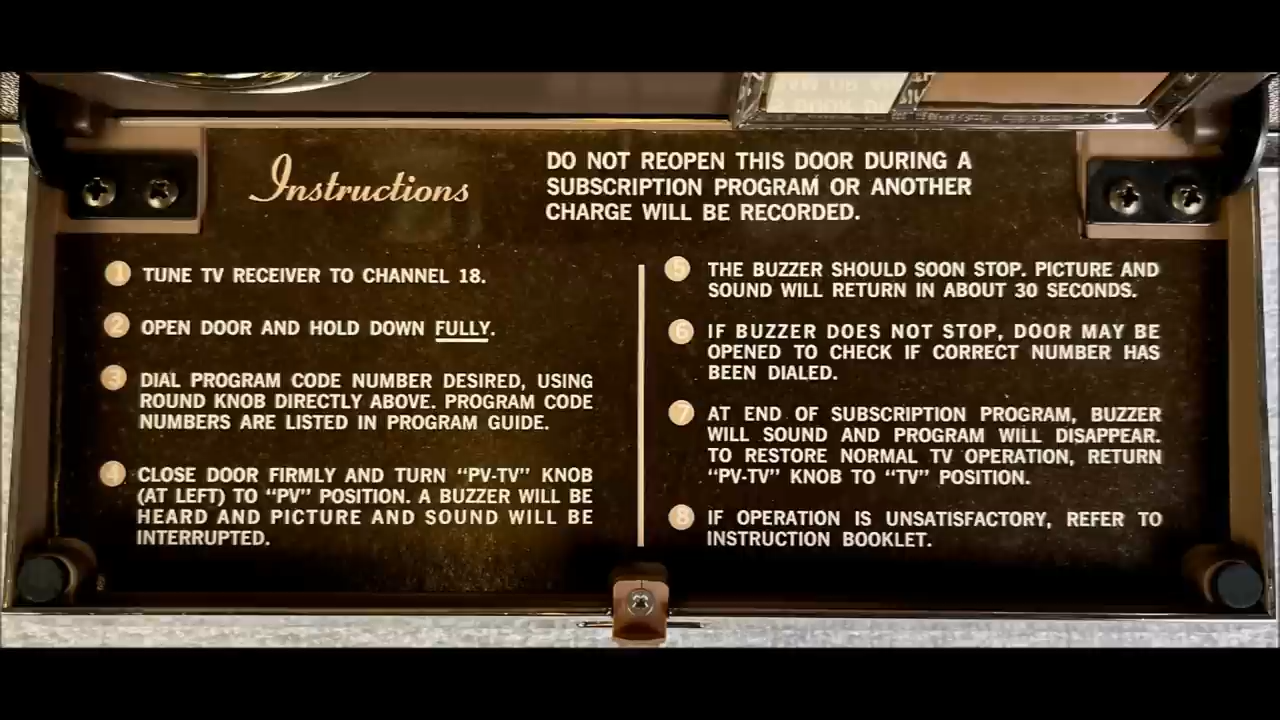 Instructions
DO NOT REOPEN THIS DOOR DURING A
SUBSCRIPTION PROGRAM OR ANOTHER
CHARGE WILL BE RECORDED.
1 TUNE TV RECEIVER TO CHANNEL 18.
2 OPEN DOOR AND HOLD DOWN FULLY.
3 DIAL PROGRAM CODE NUMBER DESIRED, USING
ROUND KNOB DIRECTLY ABOVE. PROGRAM CODE
NUMBERS ARE LISTED IN PROGRAM GUIDE.
4 CLOSE DOOR FIRMLY AND TURN “PV-TV” KNOB
(AT LEFT) TO “PV” POSITION. A BUZZER WILL BE
HEARD AND PICTURE AND SOUND WILL BE
INTERRUPTED.
5 THE BUZZER SHOULD SOON STOP. PICTURE AND
SOUND WILL RETURN IN ABOUT 30 SECONDS.
6 IF BUZZER DOES NOT STOP, DOOR MAY BE
OPENED TO CHECK IF CORRECT NUMBER HAS
BEEN DIALED.
7 AT END OF SUBSCRIPTION PROGRAM, BUZZER
WILL SOUND AND PROGRAM WILL DISAPPEAR.
TO RESTORE NORMAL TV OPERATION, RETURN
“PV-TV” KNOB TO “TV” POSITION.
8 IF OPERATION IS UNSATISFACTORY, REFER TO
INSTRUCTION BOOKLET.